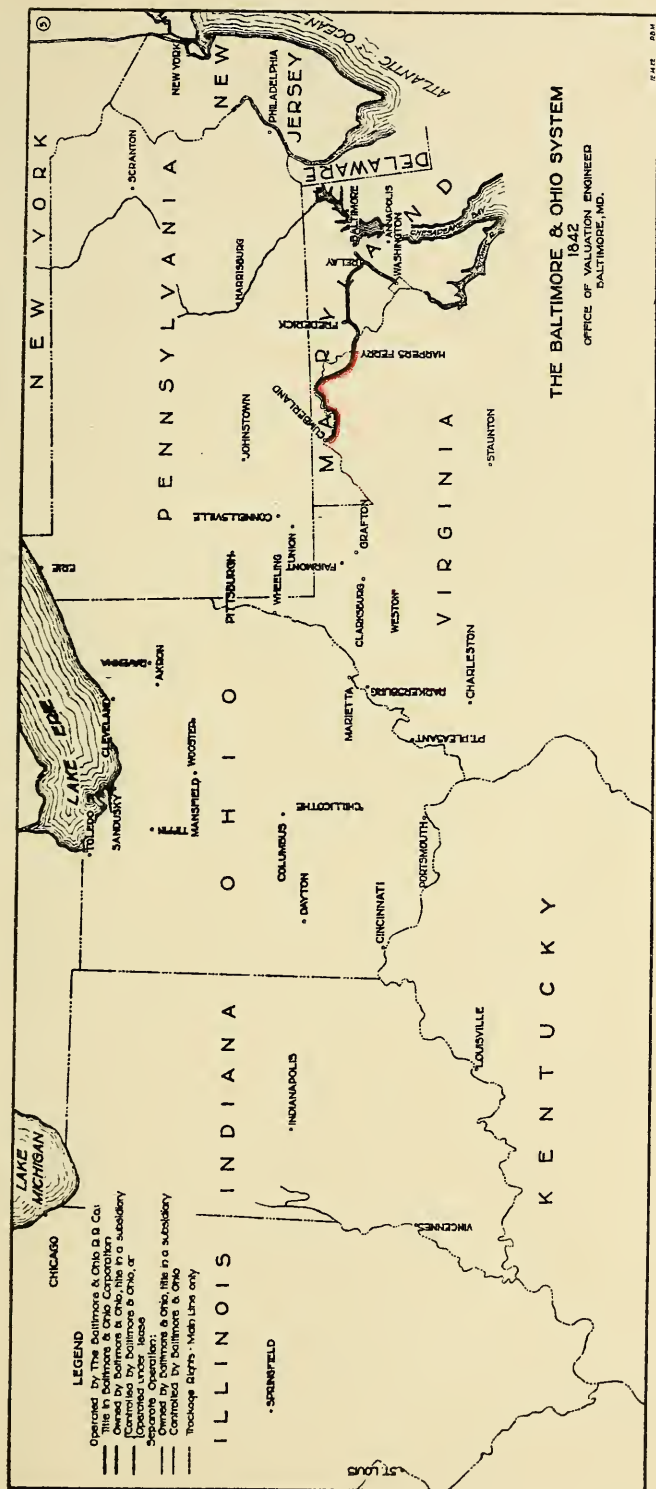 5
NEW YORK
SCRANTON
NEW YORK
PENNSYLVANIA
NEW
JERSEY
PHILADELPHIA
HARRISBURG
ATLANTIC OCEAN
DELAWARE
BALTIMORE
ANNAPOLIS
RELAY
WASHINGTON
CHESAPEAKE BAY
FREDERICK
HARPERS FERRY
CUMBERLAND
MARYLAND
JOHNSTOWN
CONNELLSVILLE
UNION
PITTSBURGH
WHEELING
FAIRMONT
GRAFTON
CLARKSBURG
WESTON
VIRGINIA
STAUNTON
CHARLESTON
PARKERSBURG
MARIETTA
PT. PLEASANT
ERIE
LAKE ERIE
CLEVELAND
RAVENNA
AKRON
WOOSTER
MANSFIELD
TIFFIN
SANDUSKY
TOLEDO
OHIO
COLUMBUS
CHILLICOTHE
DAYTON
CINCINNATI
PORTSMOUTH
KENTUCKY
LOUISVILLE
INDIANA
INDIANAPOLIS
VINCENNES
LAKE
MICHIGAN
CHICAGO
ILLINOIS
SPRINGFIELD
ST. LOUIS
LEGEND
Operated by The Baltimore & Ohio R.R. Co.:
Title in Baltimore & Ohio Corporation
Owned by Baltimore & Ohio, title in a subsidiary
Controlled by Baltimore & Ohio, or
Operated under lease
Separate Operation:
Owned by Baltimore & Ohio, title in a subsidiary
Controlled by Baltimore & Ohio
Trackage Rights - Main Line only
THE BALTIMORE & OHIO SYSTEM
1842
OFFICE OF VALUATION ENGINEER
BALTIMORE, MD.